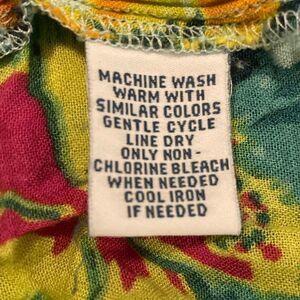 MACHINE WASH
WARM WITH
SIMILAR COLORS
GENTLE CYCLE
LINE DRY
ONLY NON-
CHLORINE BLEACH
WHEN NEEDED
COOL IRON
IF NEEDED